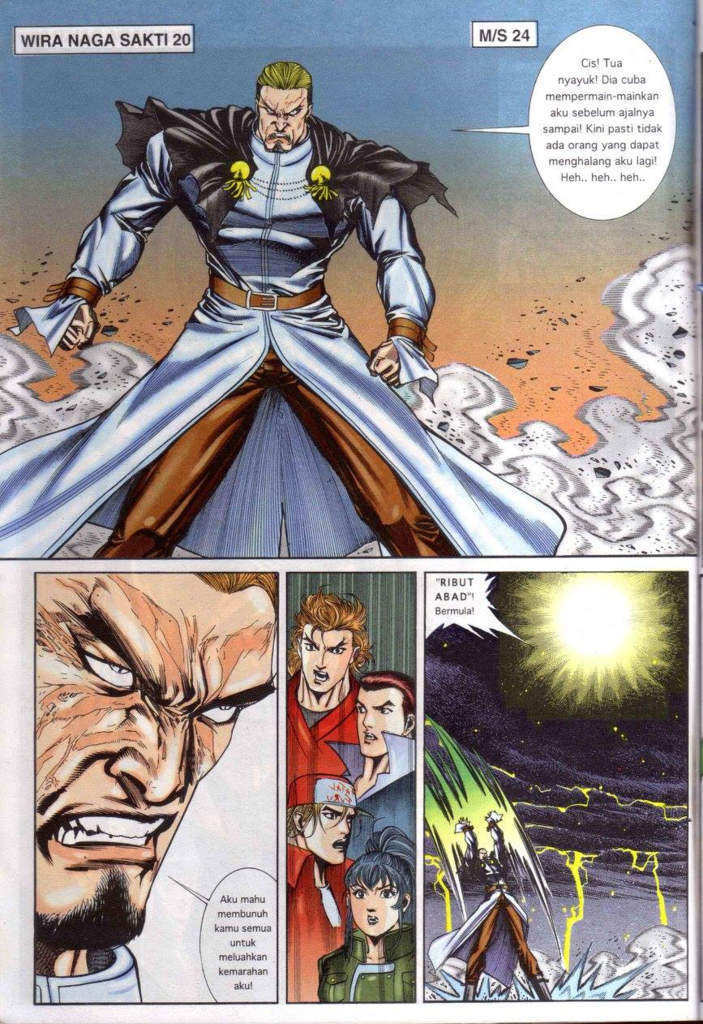 WIRA NAGA SAKTI 20
M/S 24
Cis! Tua
nyayuk! Dia cuba
mempermain-mainkan
aku sebelum ajalnya
sampai! Kini pasti tidak
ada orang yang dapat
menghalang aku lagi!
Heh.. heh.. heh..
Aku mahu
membunuh
kamu semua
untuk
meluahkan
kemarahan
aku!
"RIBUT
ABAD"!
Bermula!